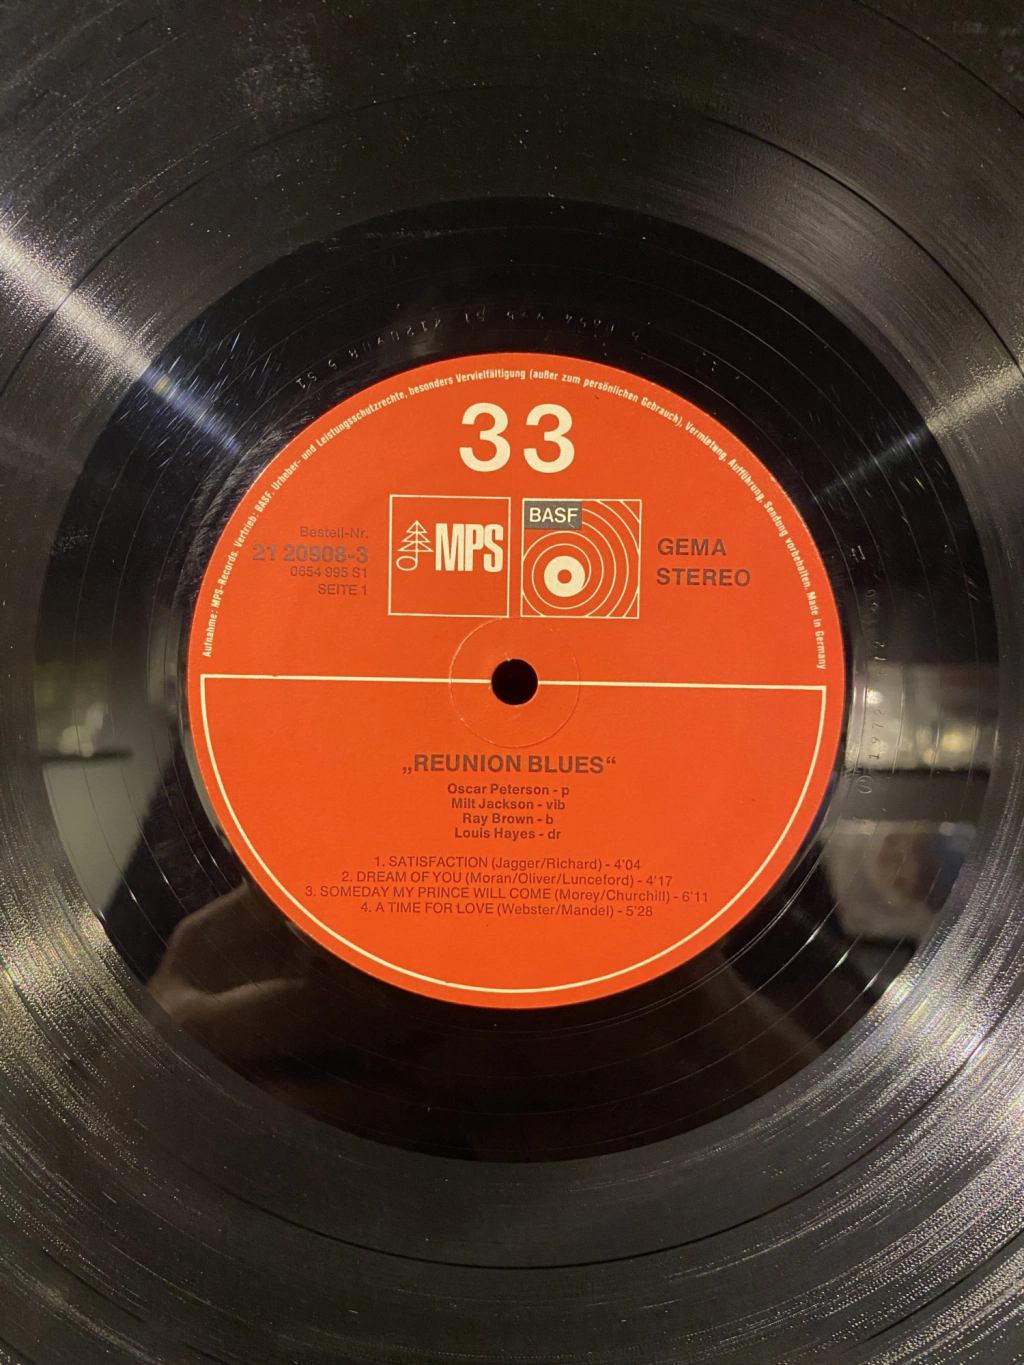 Aufnahme: MPS-Records. Vertrieb: BASF. Urheber- und Leistungsschutzrechte, besonders Vervielfältigung (außer zum persönlichen Gebrauch), Vermietung, Aufführung, Sendung vorbehalten. Made in Germany
33
Bestell-Nr.
21 20908-3
0654 995 S1
SEITE 1
MPS
BASF
GEMA
STEREO
„REUNION BLUES“
Oscar Peterson - p
Milt Jackson - vib
Ray Brown - b
Louis Hayes - dr
1. SATISFACTION (Jagger/Richard) - 4'04
2. DREAM OF YOU (Moran/Oliver/Lunceford) - 4'17
3. SOMEDAY MY PRINCE WILL COME (Morey/Churchill) - 6'11
4. A TIME FOR LOVE (Webster/Mandel) - 5'28